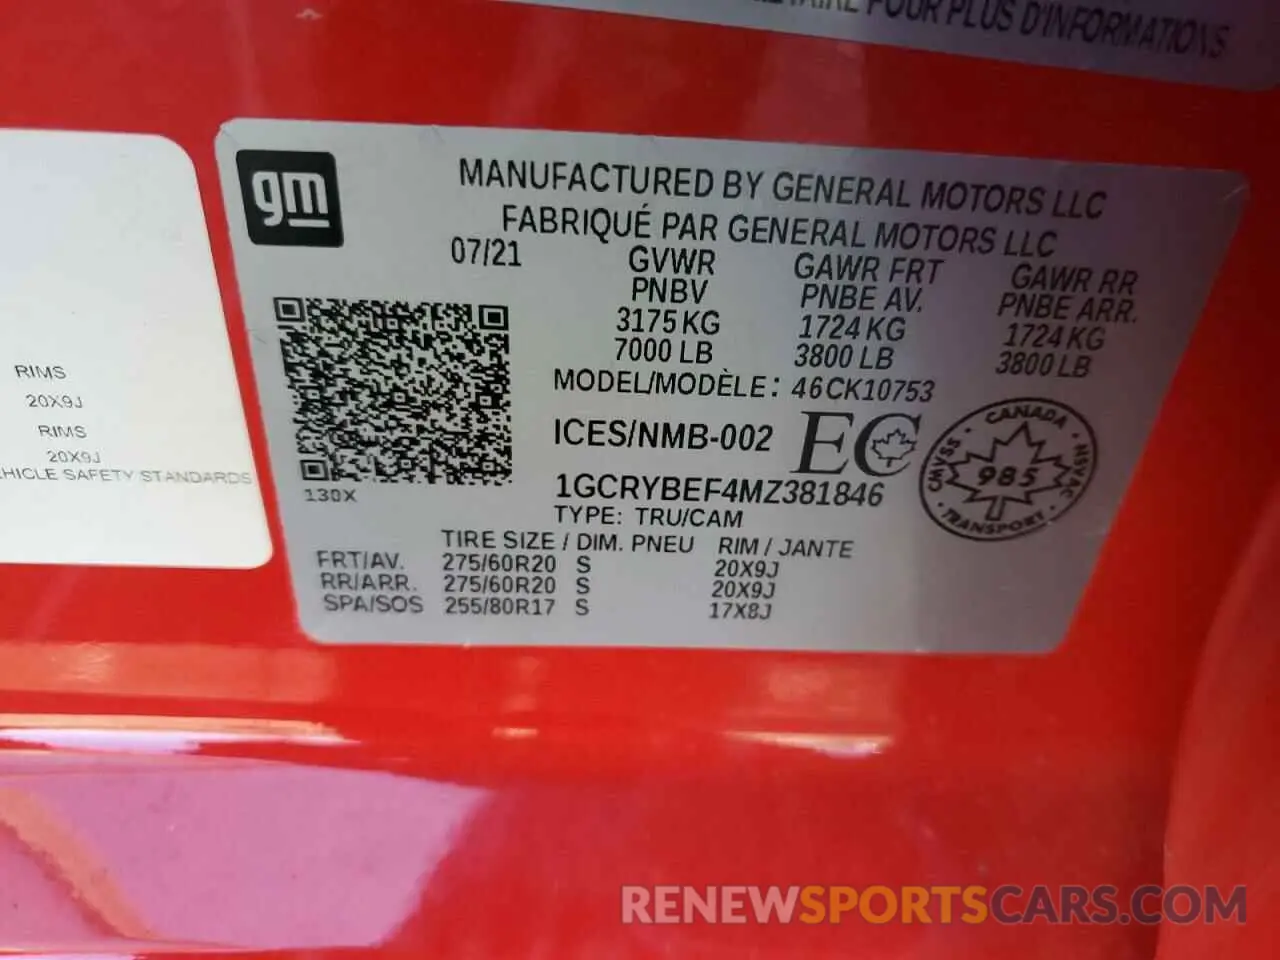 POUR PLUS D'INFORMATIONS
gm
MANUFACTURED BY GENERAL MOTORS LLC
FABRIQUÉ PAR GENERAL MOTORS LLC
07/21
GVWR GAWR FRT GAWR RR
PNBV PNBE AV. PNBE ARR.
3175 KG 1724 KG 1724 KG
7000 LB 3800 LB 3800 LB
MODEL/MODÈLE: 46CK10753
ICES/NMB-002 EC
CANADA
CMVSS · NSVAC
985
· TRANSPORT ·
130X
1GCRYBEF4MZ381846
TYPE: TRU/CAM
TIRE SIZE / DIM. PNEU RIM / JANTE
FRT/AV. 275/60R20 S 20X9J
RR/ARR. 275/60R20 S 20X9J
SPA/SOS 255/80R17 S 17X8J
RIMS
20X9J
RIMS
20X9J
HICLE SAFETY STANDARDS
RENEWSPORTSCARS.COM